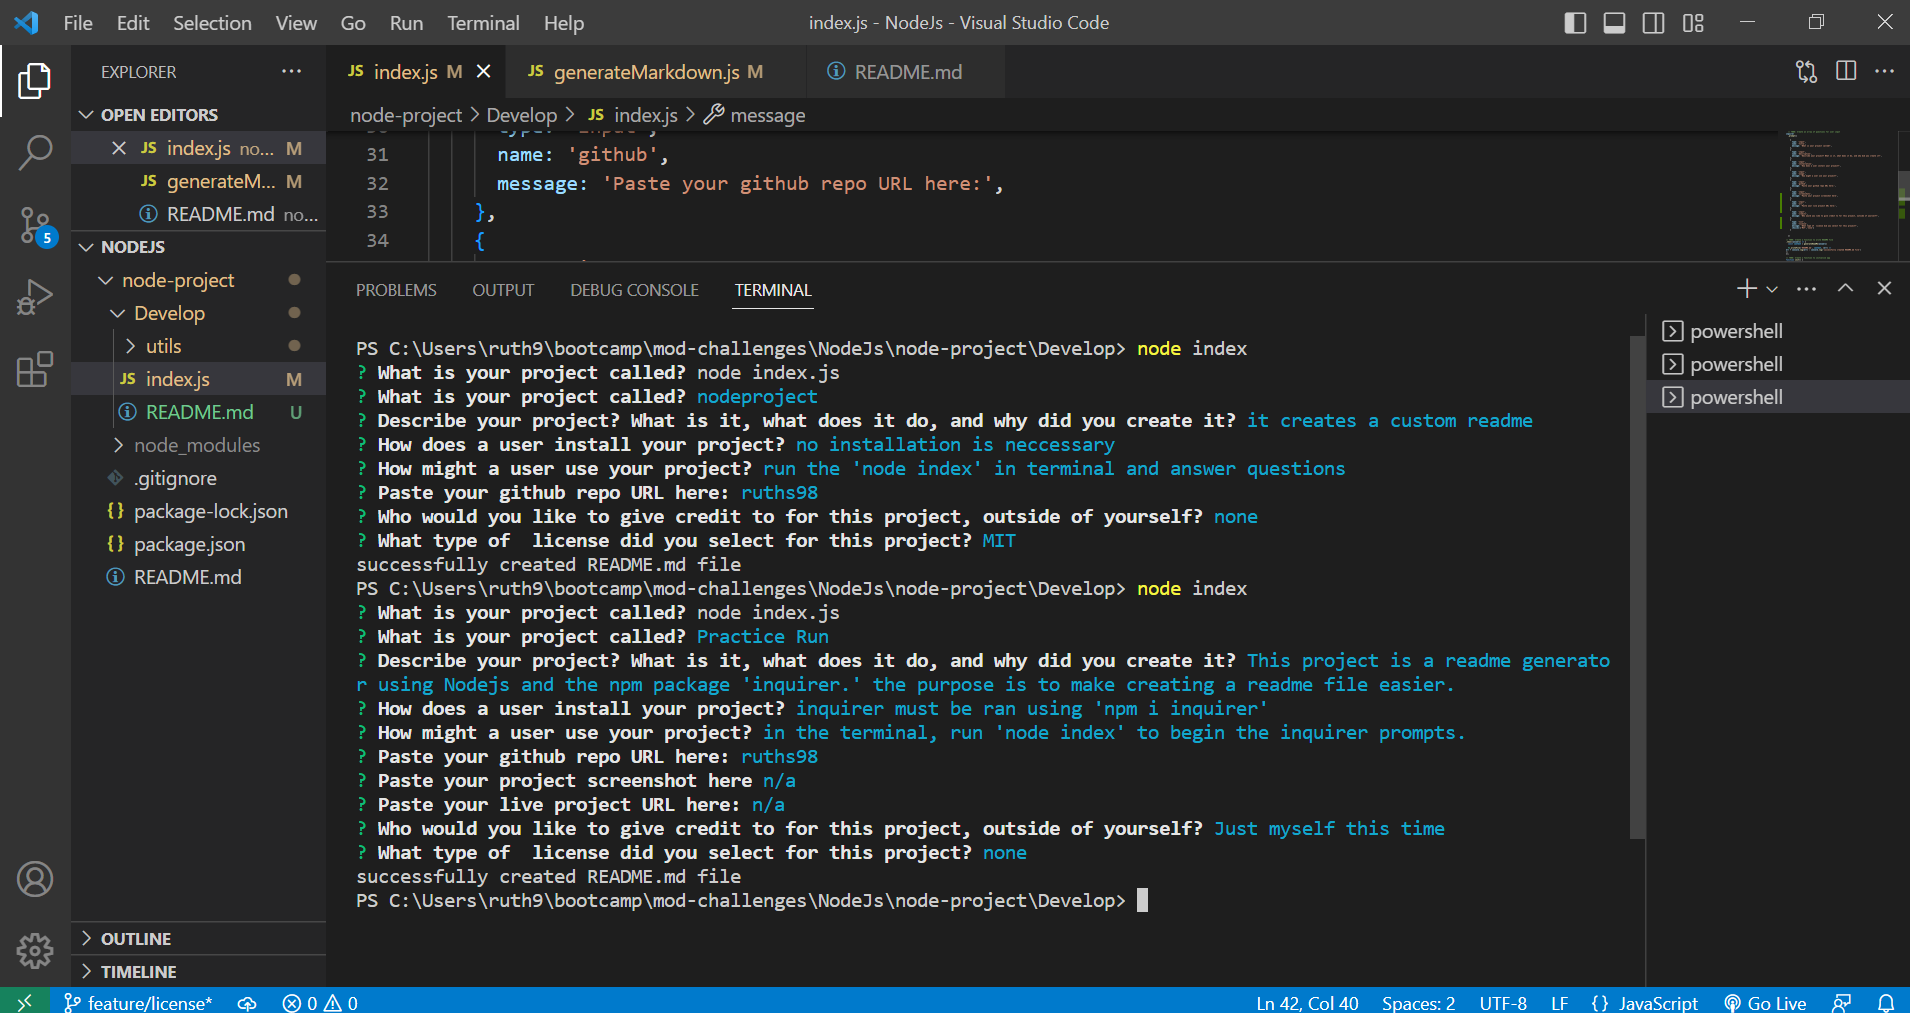 File Edit Selection View Go Run Terminal Help
index.js - NodeJs - Visual Studio Code
EXPLORER
OPEN EDITORS
index.js no... M
generateM... M
README.md no...
NODEJS
node-project
Develop
utils
index.js M
README.md U
node_modules
.gitignore
package-lock.json
package.json
README.md
OUTLINE
TIMELINE
5
JS index.js M
JS generateMarkdown.js M
README.md
node-project > Develop > JS index.js > message
31 name: 'github',
32 message: 'Paste your github repo URL here:',
33 },
34 {
PROBLEMS OUTPUT DEBUG CONSOLE TERMINAL
PS C:\Users\ruth9\bootcamp\mod-challenges\NodeJs\node-project\Develop> node index
? What is your project called? node index.js
? What is your project called? nodeproject
? Describe your project? What is it, what does it do, and why did you create it? it creates a custom readme
? How does a user install your project? no installation is neccessary
? How might a user use your project? run the 'node index' in terminal and answer questions
? Paste your github repo URL here: ruths98
? Who would you like to give credit to for this project, outside of yourself? none
? What type of  license did you select for this project? MIT
successfully created README.md file
PS C:\Users\ruth9\bootcamp\mod-challenges\NodeJs\node-project\Develop> node index
? What is your project called? node index.js
? What is your project called? Practice Run
? Describe your project? What is it, what does it do, and why did you create it? This project is a readme generato
r using Nodejs and the npm package 'inquirer.' the purpose is to make creating a readme file easier.
? How does a user install your project? inquirer must be ran using 'npm i inquirer'
? How might a user use your project? in the terminal, run 'node index' to begin the inquirer prompts.
? Paste your github repo URL here: ruths98
? Paste your project screenshot here n/a
? Paste your live project URL here: n/a
? Who would you like to give credit to for this project, outside of yourself? Just myself this time
? What type of  license did you select for this project? none
successfully created README.md file
PS C:\Users\ruth9\bootcamp\mod-challenges\NodeJs\node-project\Develop>
powershell
powershell
powershell
feature/license* 0 0 Ln 42, Col 40 Spaces: 2 UTF-8 LF {} JavaScript Go Live